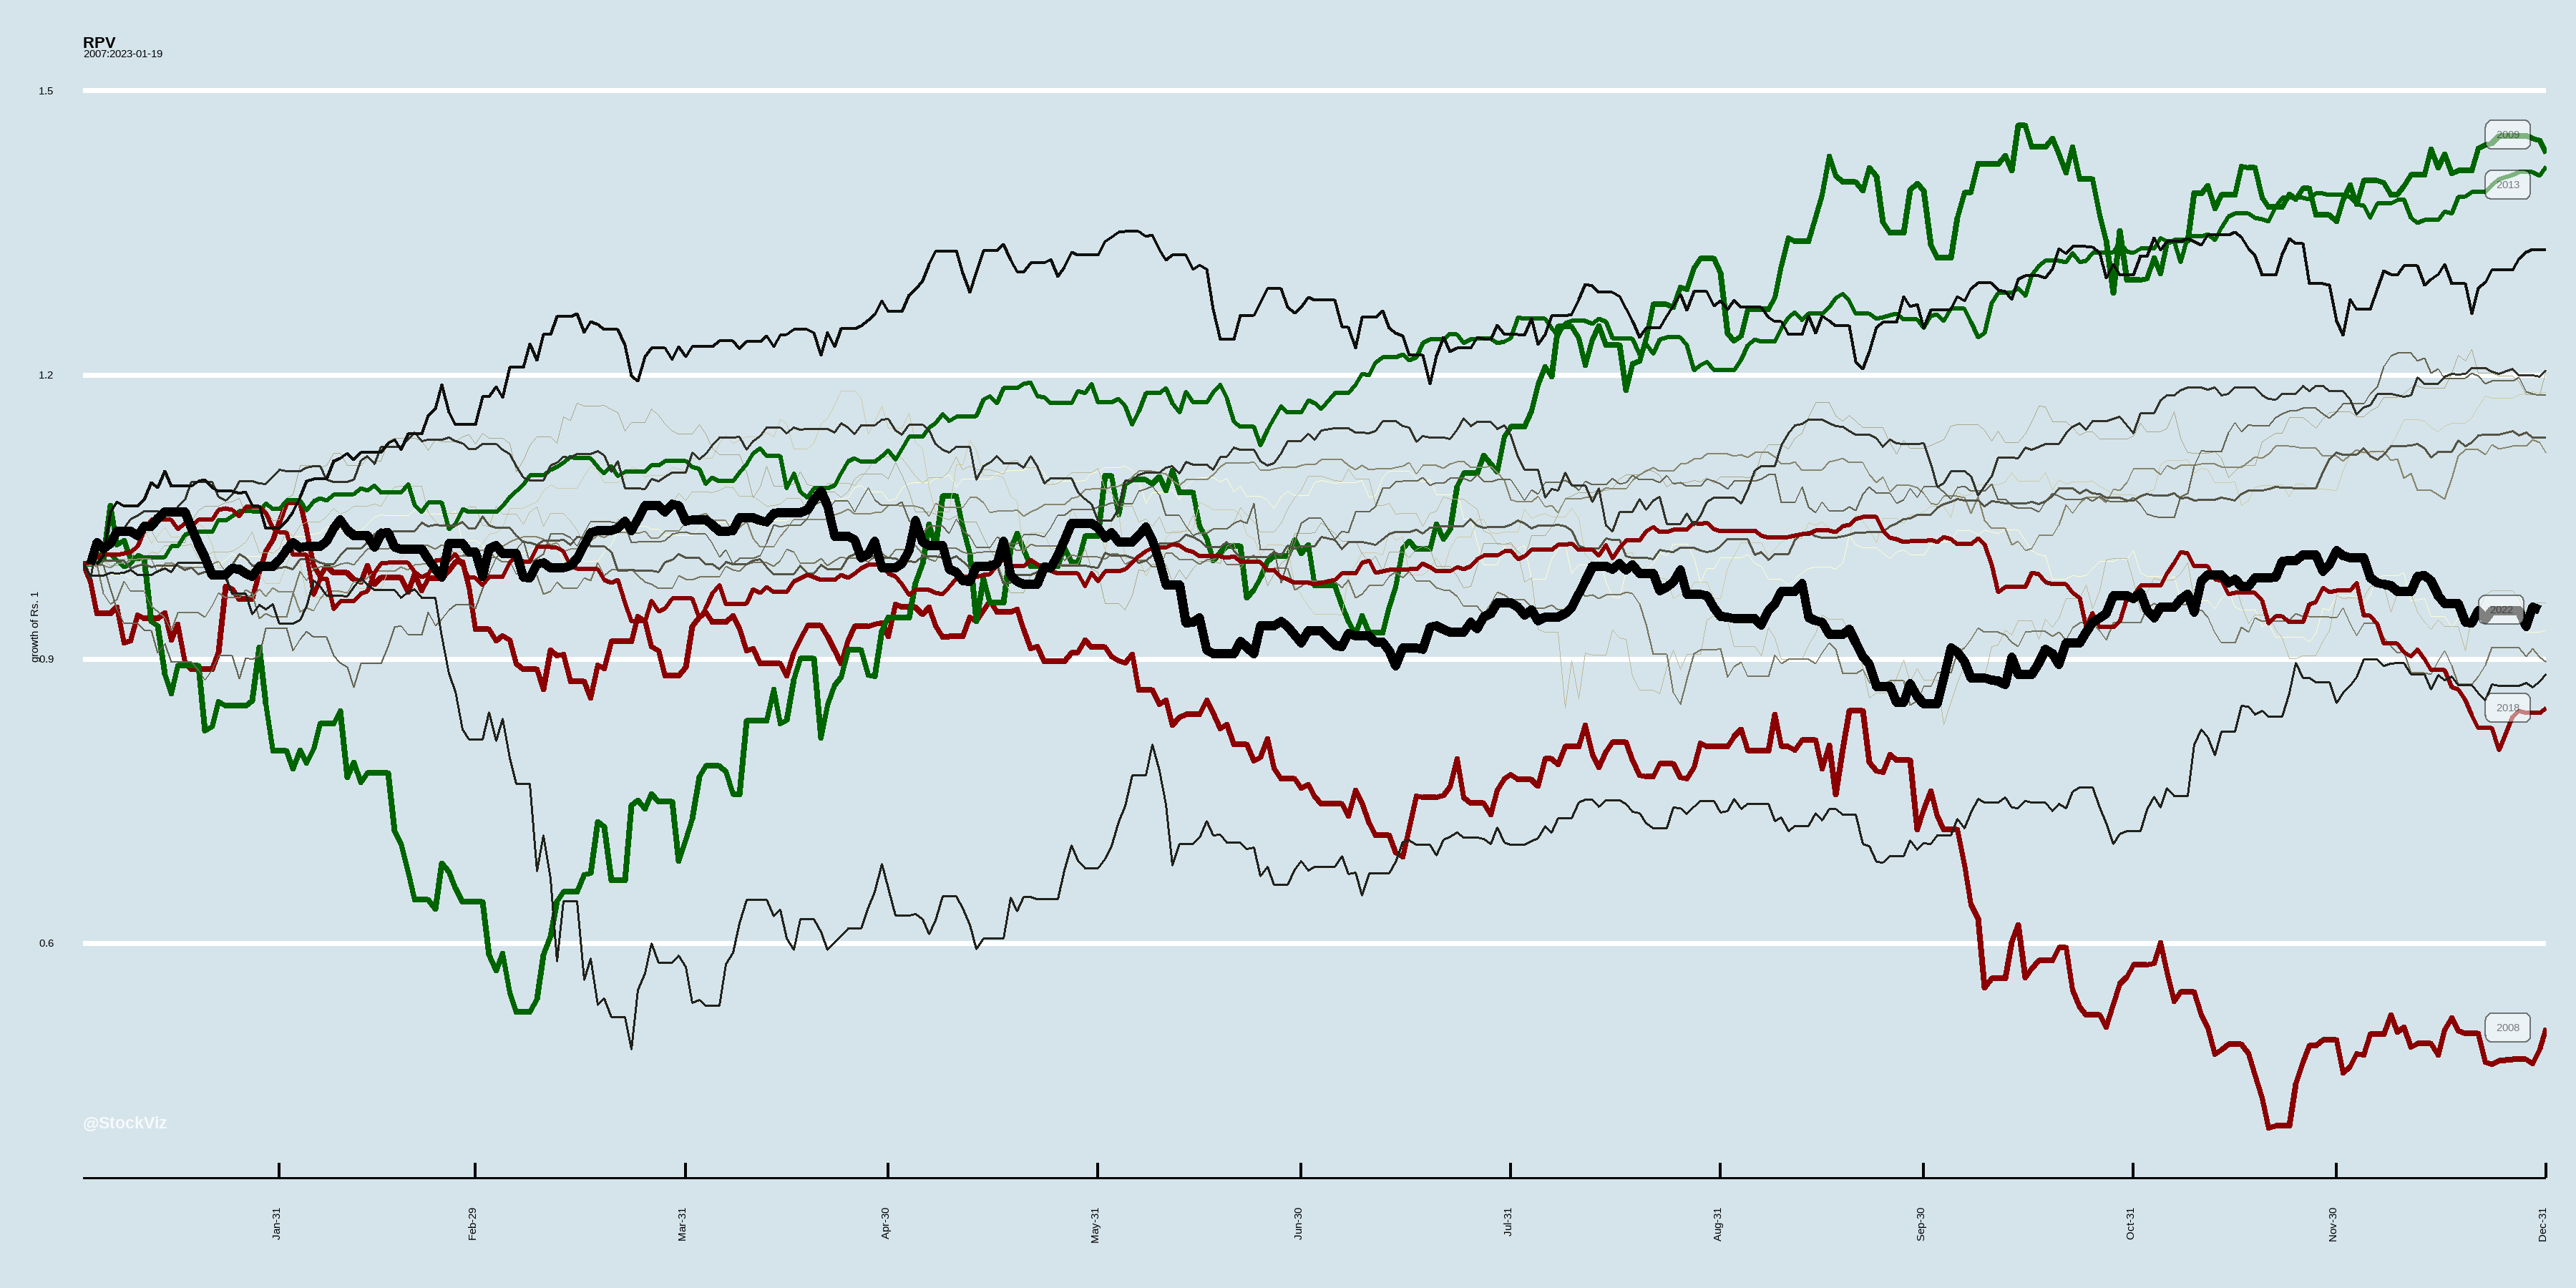 RPV
2007:2023-01-19
1.5
1.2
0.9
0.6
growth of Rs. 1
2009
2013
2022
2018
2008
@StockViz
Jan-31
Feb-29
Mar-31
Apr-30
May-31
Jun-30
Jul-31
Aug-31
Sep-30
Oct-31
Nov-30
Dec-31